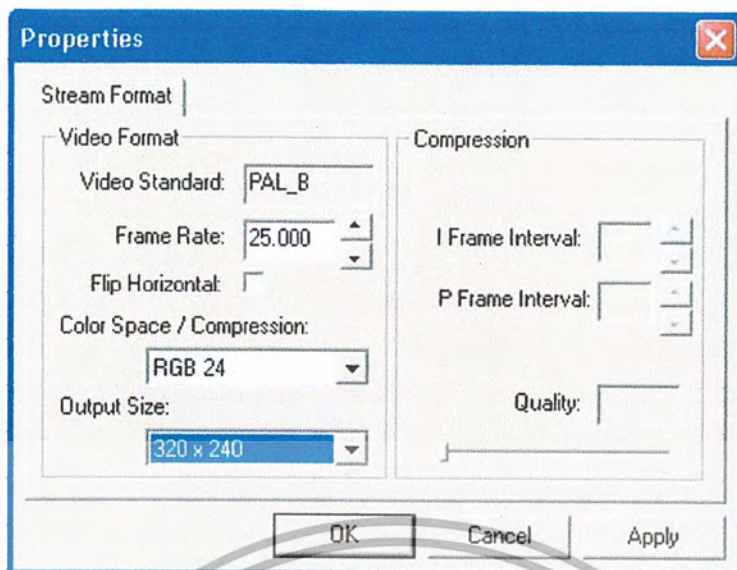 Properties
Stream Format
Video Format
Video Standard: PAL_B
Frame Rate: 25.000
Flip Horizontal:
Color Space / Compression:
RGB 24
Output Size:
320 x 240
Compression
I Frame Interval:
P Frame Interval:
Quality:
OK Cancel Apply